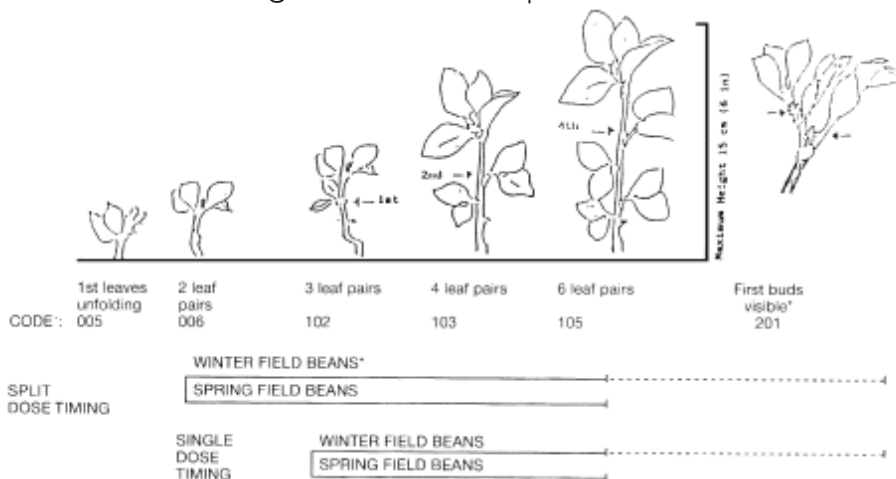 1st
2nd
4th
Maximum Height 15 cm (6 in)
1st leaves unfolding
2 leaf pairs
3 leaf pairs
4 leaf pairs
6 leaf pairs
First buds visible*
CODE*: 005 006 102 103 105 201
SPLIT DOSE TIMING
WINTER FIELD BEANS*
SPRING FIELD BEANS
SINGLE DOSE TIMING
WINTER FIELD BEANS
SPRING FIELD BEANS